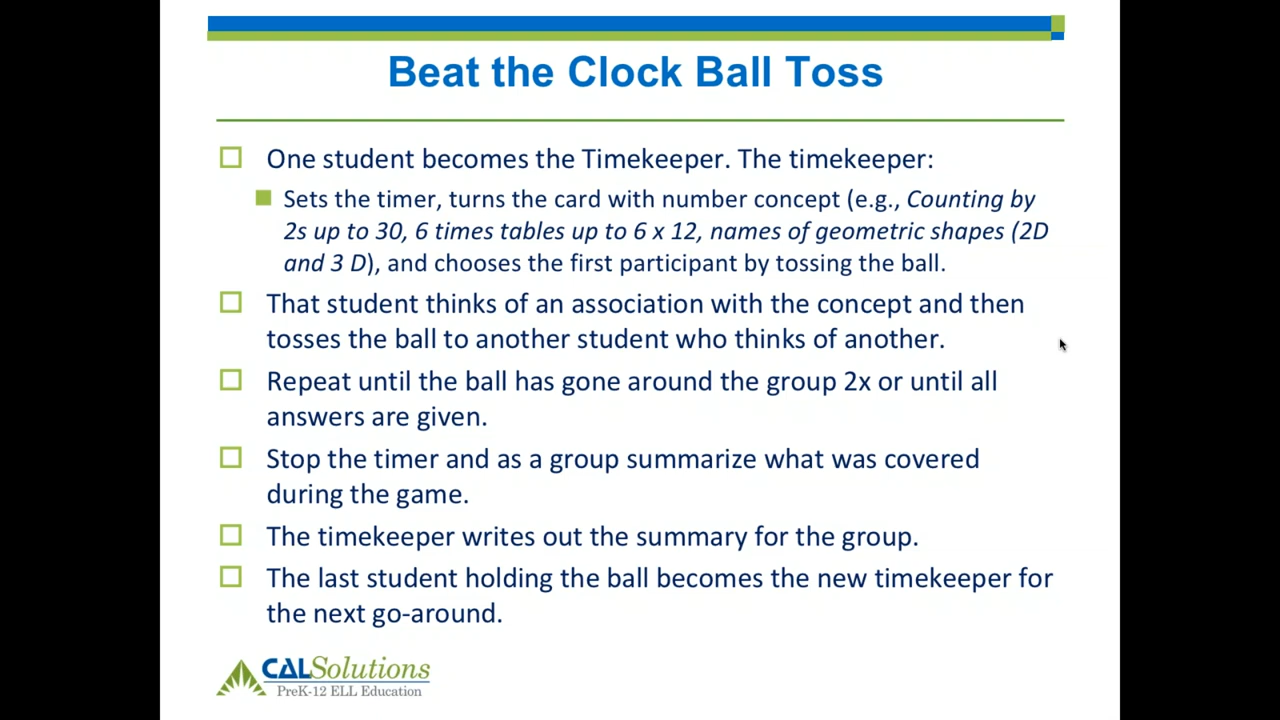 Beat the Clock Ball Toss
One student becomes the Timekeeper. The timekeeper:
Sets the timer, turns the card with number concept (e.g., Counting by
2s up to 30, 6 times tables up to 6 x 12, names of geometric shapes (2D
and 3 D), and chooses the first participant by tossing the ball.
That student thinks of an association with the concept and then
tosses the ball to another student who thinks of another.
Repeat until the ball has gone around the group 2x or until all
answers are given.
Stop the timer and as a group summarize what was covered
during the game.
The timekeeper writes out the summary for the group.
The last student holding the ball becomes the new timekeeper for
the next go-around.
CALSolutions
PreK-12 ELL Education